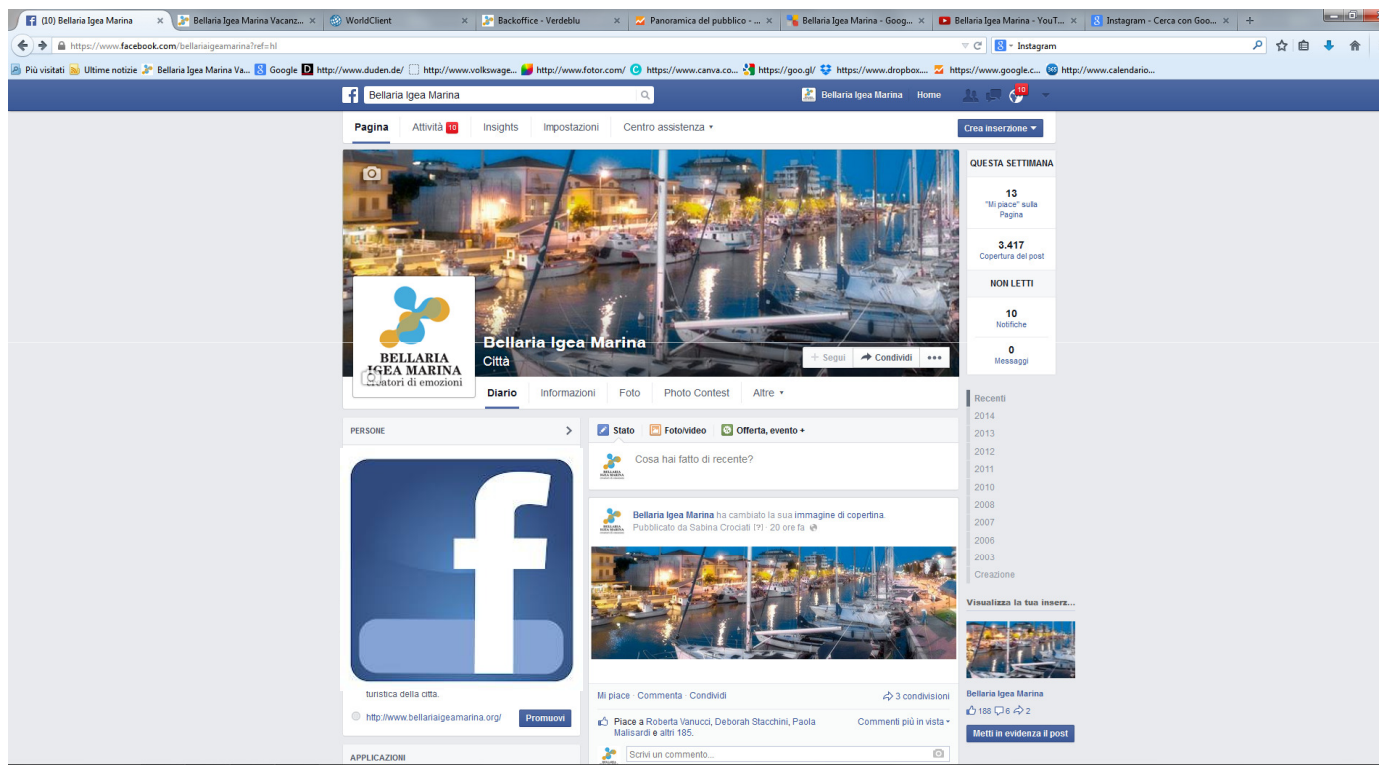 (10) Bellaria Igea Marina
Bellaria Igea Marina Vacanz...
WorldClient
Backoffice - Verdeblu
Panoramica del pubblico - ...
Bellaria Igea Marina - Goog...
Bellaria Igea Marina - YouT...
Instagram - Cerca con Goo...
https://www.facebook.com/bellariaigeamarina?ref=hl
Instagram
Più visitati
Ultime notizie
Bellaria Igea Marina Va...
Google
http://www.duden.de/
http://www.volkswage...
http://www.fotor.com/
https://www.canva.co...
https://goo.gl/
https://www.dropbox....
https://www.google.c...
http://www.calendario...
Bellaria Igea Marina
Bellaria Igea Marina
Home
10
Pagina
Attività 10
Insights
Impostazioni
Centro assistenza
Crea inserzione
QUESTA SETTIMANA
13
"Mi piace" sulla
Pagina
3.417
Copertura del post
NON LETTI
10
Notifiche
0
Messaggi
BELLARIA
IGEA MARINA
creatori di emozioni
Bellaria Igea Marina
Città
+ Segui
Condividi
Diario
Informazioni
Foto
Photo Contest
Altre
Recenti
2014
2013
2012
2011
2010
2008
2007
2006
2003
Creazione
PERSONE
turistica della città.
http://www.bellariaigeamarina.org/
Promuovi
APPLICAZIONI
Stato
Foto/video
Offerta, evento +
Cosa hai fatto di recente?
Bellaria Igea Marina ha cambiato la sua immagine di copertina.
Pubblicato da Sabina Crociati [?] · 20 ore fa
Mi piace · Commenta · Condividi
3 condivisioni
Piace a Roberta Vanucci, Deborah Stacchini, Paola
Malisardi e altri 185.
Commenti più in vista
Scrivi un commento...
Visualizza la tua inserz...
Bellaria Igea Marina
188 6 2
Metti in evidenza il post